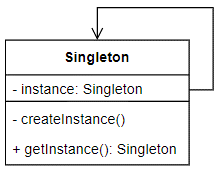 Singleton
- instance: Singleton
- createInstance()
+ getInstance(): Singleton